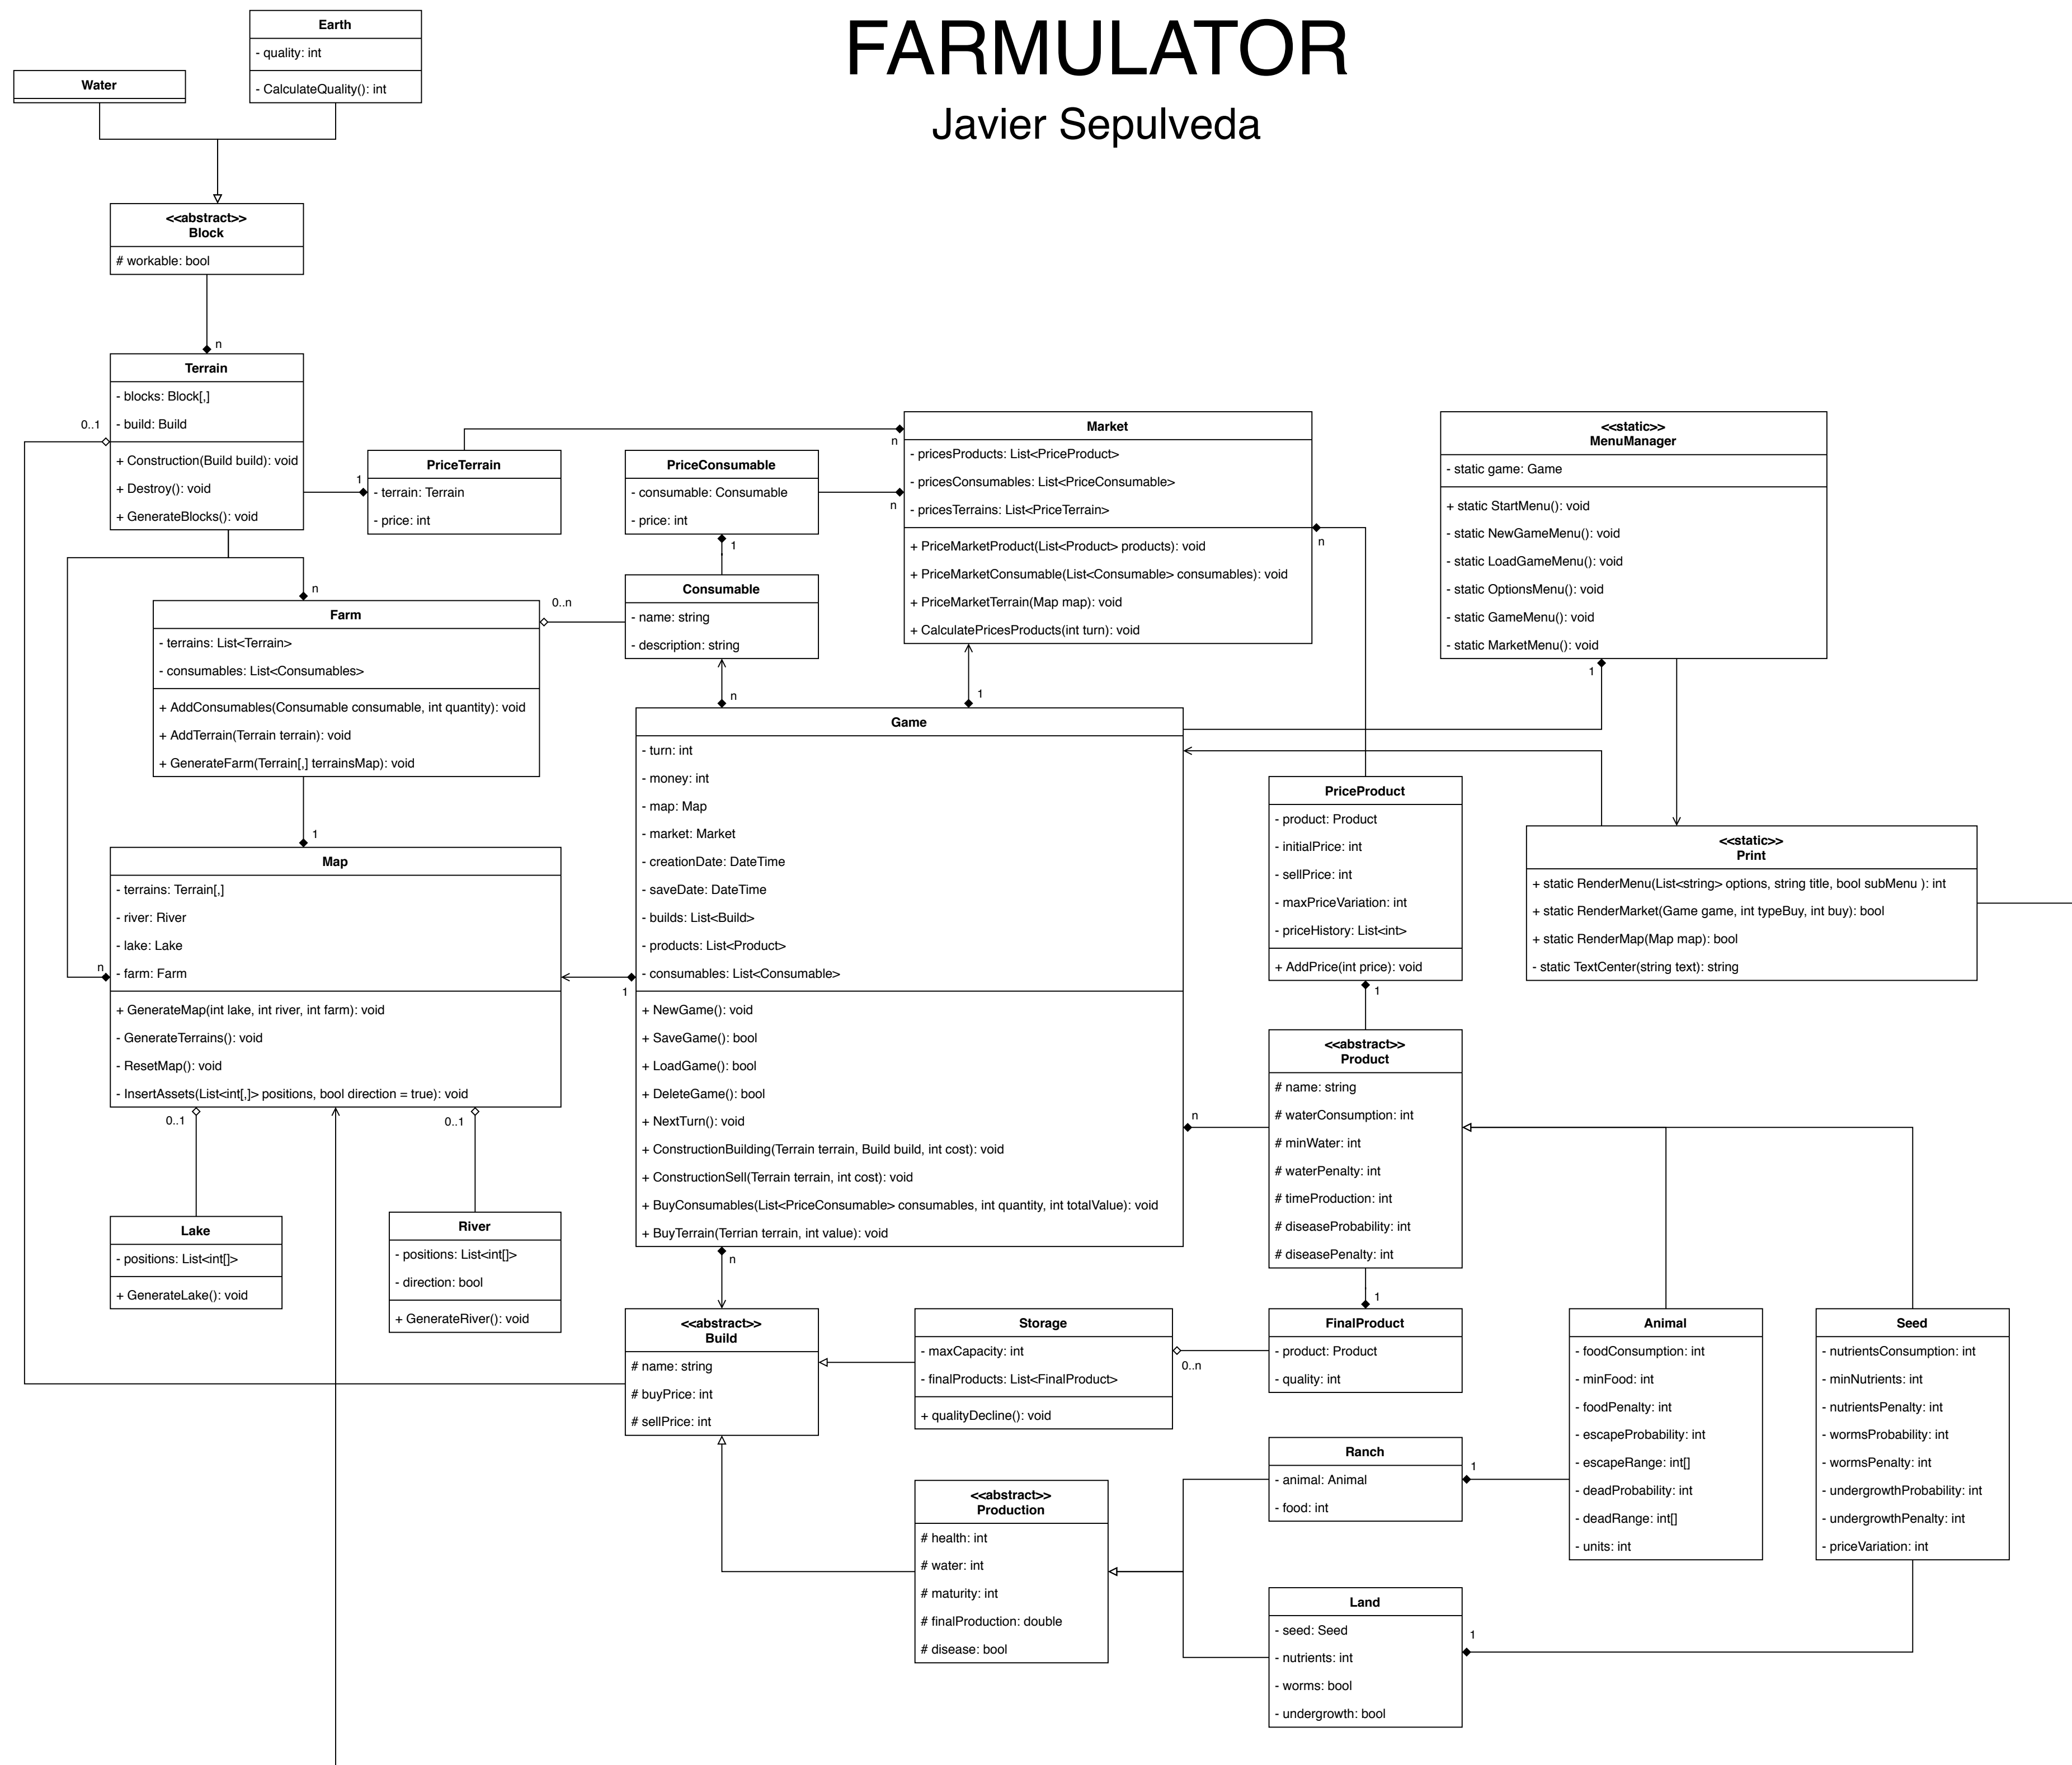 FARMULATOR
Javier Sepulveda
Earth
- quality: int
- CalculateQuality(): int
Water
<<abstract>>
Block
# workable: bool
n
Terrain
- blocks: Block[,]
- build: Build
+ Construction(Build build): void
+ Destroy(): void
+ GenerateBlocks(): void
0..1
1
PriceTerrain
- terrain: Terrain
- price: int
PriceConsumable
- consumable: Consumable
- price: int
1
n
n
Market
- pricesProducts: List<PriceProduct>
- pricesConsumables: List<PriceConsumable>
- pricesTerrains: List<PriceTerrain>
+ PriceMarketProduct(List<Product> products): void
+ PriceMarketConsumable(List<Consumable> consumables): void
+ PriceMarketTerrain(Map map): void
+ CalculatePricesProducts(int turn): void
n
<<static>>
MenuManager
- static game: Game
+ static StartMenu(): void
- static NewGameMenu(): void
- static LoadGameMenu(): void
- static OptionsMenu(): void
- static GameMenu(): void
- static MarketMenu(): void
1
Consumable
- name: string
- description: string
0..n
n
Farm
- terrains: List<Terrain>
- consumables: List<Consumables>
+ AddConsumables(Consumable consumable, int quantity): void
+ AddTerrain(Terrain terrain): void
+ GenerateFarm(Terrain[,] terrainsMap): void
1
n
1
Game
- turn: int
- money: int
- map: Map
- market: Market
- creationDate: DateTime
- saveDate: DateTime
- builds: List<Build>
- products: List<Product>
- consumables: List<Consumable>
+ NewGame(): void
+ SaveGame(): bool
+ LoadGame(): bool
+ DeleteGame(): bool
+ NextTurn(): void
+ ConstructionBuilding(Terrain terrain, Build build, int cost): void
+ ConstructionSell(Terrain terrain, int cost): void
+ BuyConsumables(List<PriceConsumable> consumables, int quantity, int totalValue): void
+ BuyTerrain(Terrian terrain, int value): void
1
n
n
Map
- terrains: Terrain[,]
- river: River
- lake: Lake
- farm: Farm
+ GenerateMap(int lake, int river, int farm): void
- GenerateTerrains(): void
- ResetMap(): void
- InsertAssets(List<int[,]> positions, bool direction = true): void
n
0..1
0..1
Lake
- positions: List<int[]>
+ GenerateLake(): void
River
- positions: List<int[]>
- direction: bool
+ GenerateRiver(): void
PriceProduct
- product: Product
- initialPrice: int
- sellPrice: int
- maxPriceVariation: int
- priceHistory: List<int>
+ AddPrice(int price): void
1
<<static>>
Print
+ static RenderMenu(List<string> options, string title, bool subMenu ): int
+ static RenderMarket(Game game, int typeBuy, int buy): bool
+ static RenderMap(Map map): bool
- static TextCenter(string text): string
<<abstract>>
Product
# name: string
# waterConsumption: int
# minWater: int
# waterPenalty: int
# timeProduction: int
# diseaseProbability: int
# diseasePenalty: int
1
<<abstract>>
Build
# name: string
# buyPrice: int
# sellPrice: int
Storage
- maxCapacity: int
- finalProducts: List<FinalProduct>
+ qualityDecline(): void
0..n
FinalProduct
- product: Product
- quality: int
Animal
- foodConsumption: int
- minFood: int
- foodPenalty: int
- escapeProbability: int
- escapeRange: int[]
- deadProbability: int
- deadRange: int[]
- units: int
Seed
- nutrientsConsumption: int
- minNutrients: int
- nutrientsPenalty: int
- wormsProbability: int
- wormsPenalty: int
- undergrowthProbability: int
- undergrowthPenalty: int
- priceVariation: int
Ranch
- animal: Animal
- food: int
1
<<abstract>>
Production
# health: int
# water: int
# maturity: int
# finalProduction: double
# disease: bool
Land
- seed: Seed
- nutrients: int
- worms: bool
- undergrowth: bool
1